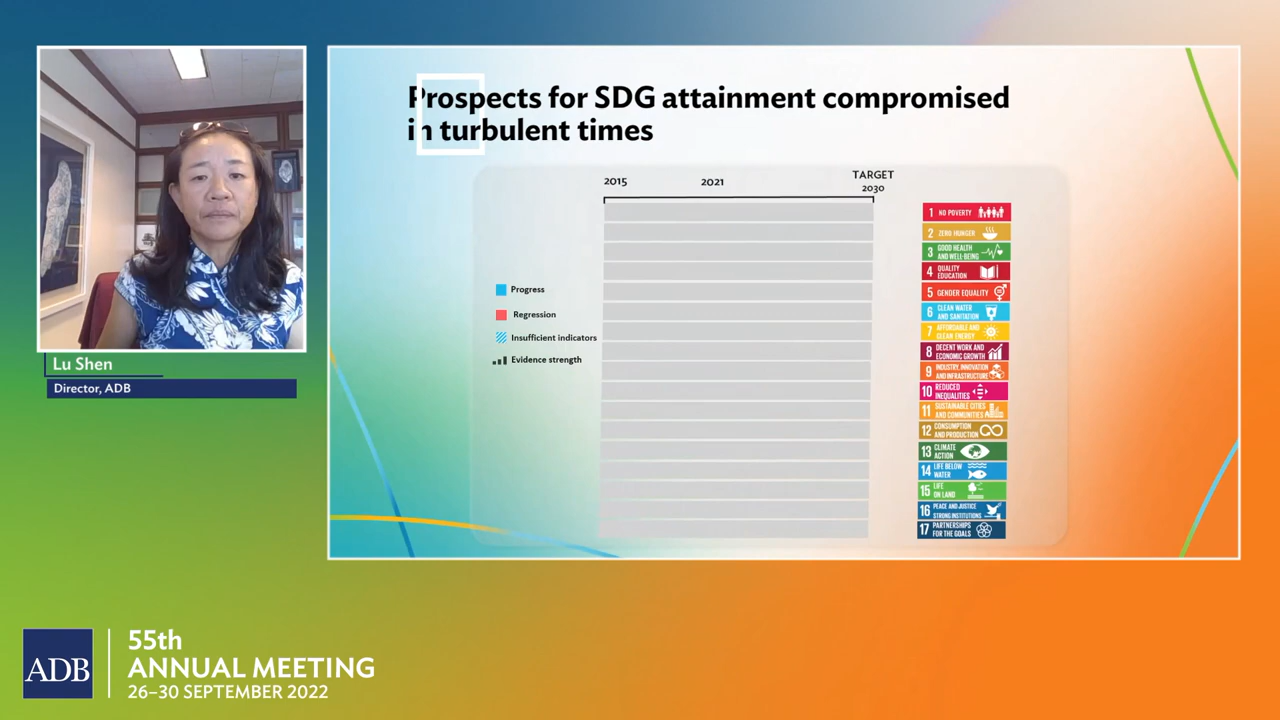 Prospects for SDG attainment compromised
in turbulent times
2015
2021
TARGET
2030
Progress
Regression
Insufficient indicators
Evidence strength
1 NO POVERTY
2 ZERO HUNGER
3 GOOD HEALTH
AND WELL-BEING
4 QUALITY
EDUCATION
5 GENDER EQUALITY
6 CLEAN WATER
AND SANITATION
7 AFFORDABLE AND
CLEAN ENERGY
8 DECENT WORK AND
ECONOMIC GROWTH
9 INDUSTRY, INNOVATION
AND INFRASTRUCTURE
10 REDUCED
INEQUALITIES
11 SUSTAINABLE CITIES
AND COMMUNITIES
12 CONSUMPTION
AND PRODUCTION
13 CLIMATE
ACTION
14 LIFE BELOW
WATER
15 LIFE
ON LAND
16 PEACE AND JUSTICE
STRONG INSTITUTIONS
17 PARTNERSHIPS
FOR THE GOALS
Lu Shen
Director, ADB
ADB
55th
ANNUAL MEETING
26–30 SEPTEMBER 2022